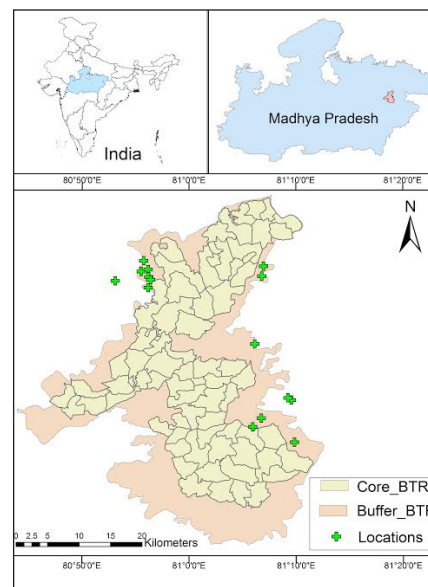 India
Madhya Pradesh
80°50'0"E 81°0'0"E 81°10'0"E 81°20'0"E
N
Core_BTR
Buffer_BTR
Locations
0 2.5 5 10 15 20
Kilometers
80°50'0"E 81°0'0"E 81°10'0"E 81°20'0"E